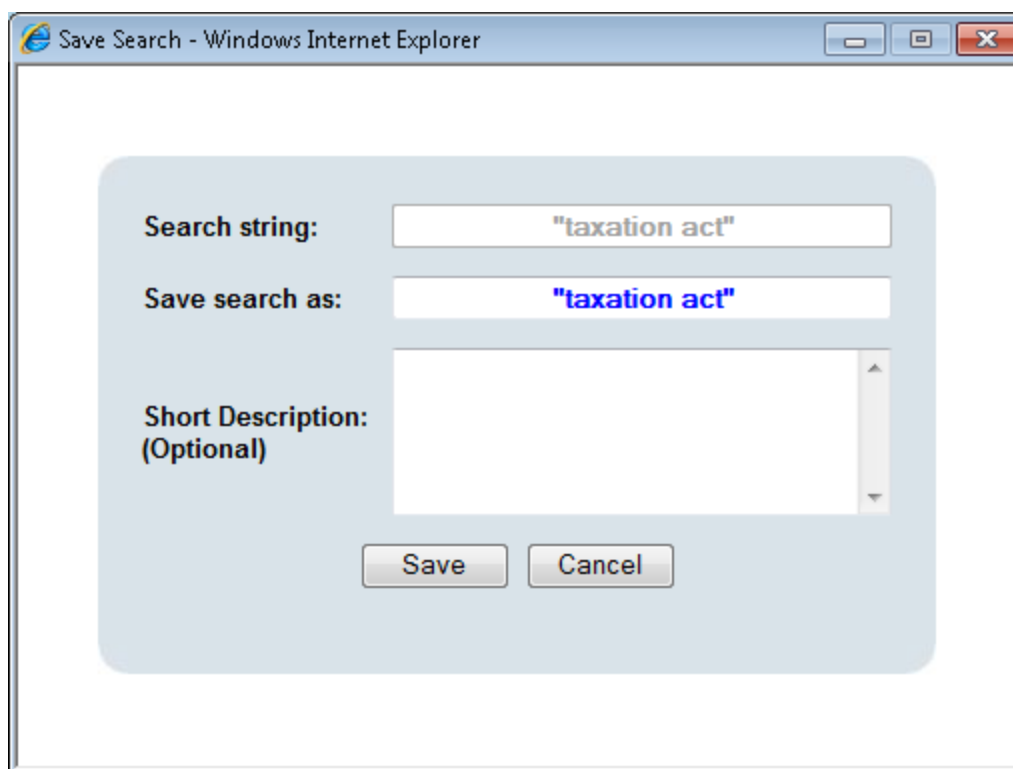 Save Search - Windows Internet Explorer
Search string: "taxation act"
Save search as: "taxation act"
Short Description:
(Optional)
Save Cancel